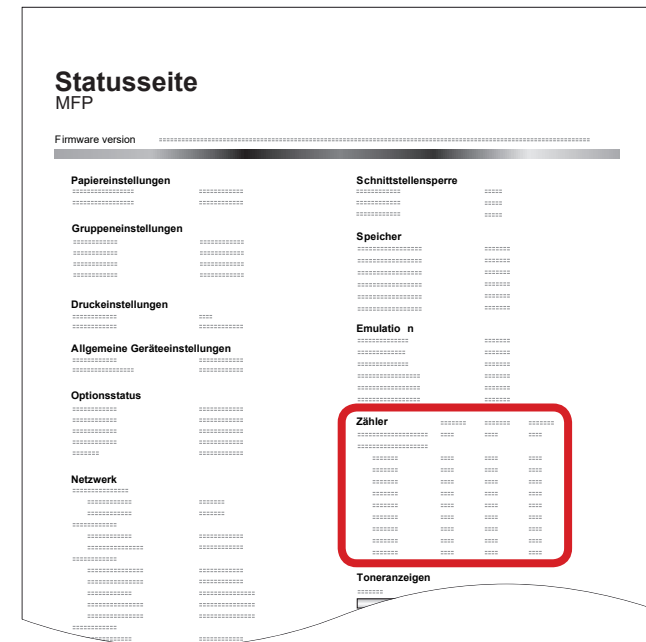 Statusseite
MFP
Firmware version
Papiereinstellungen
Gruppeneinstellungen
Druckeinstellungen
Allgemeine Geräteeinstellungen
Optionsstatus
Netzwerk
Schnittstellensperre
Speicher
Emulatio n
Zähler
Toneranzeigen